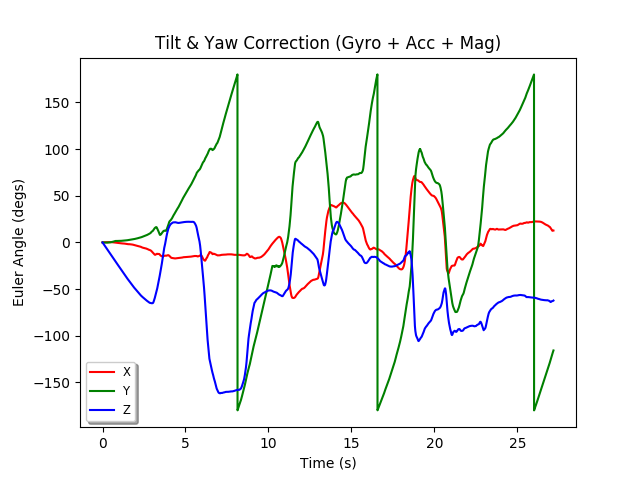 Tilt & Yaw Correction (Gyro + Acc + Mag)
Euler Angle (degs)
150
100
50
0
−50
−100
−150
X
Y
Z
0 5 10 15 20 25
Time (s)